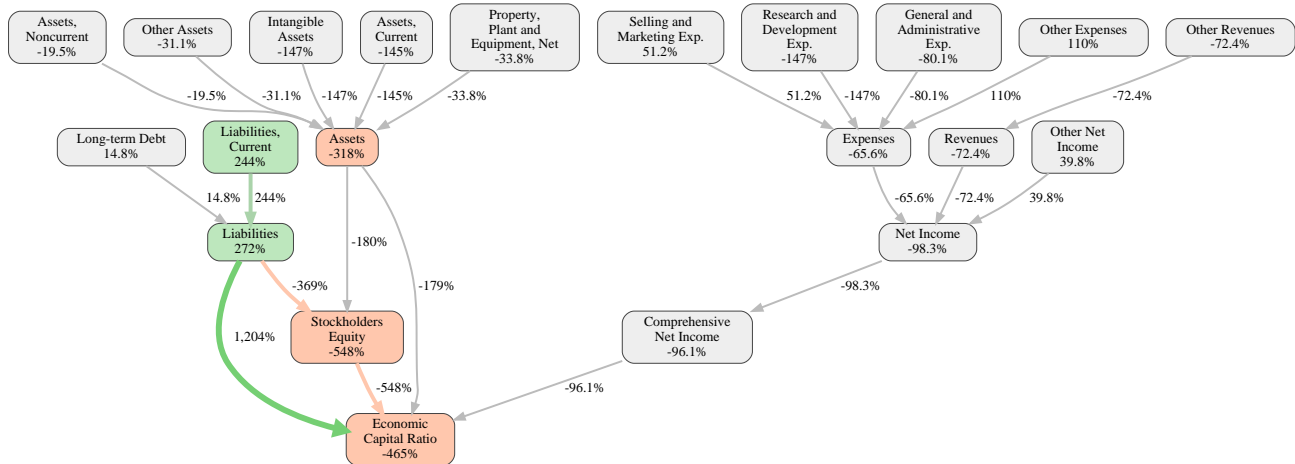 Assets,
Noncurrent
-19.5%
Other Assets
-31.1%
Intangible
Assets
-147%
Assets,
Current
-145%
Property,
Plant and
Equipment, Net
-33.8%
Selling and
Marketing Exp.
51.2%
Research and
Development
Exp.
-147%
General and
Administrative
Exp.
-80.1%
Other Expenses
110%
Other Revenues
-72.4%
-19.5%
-31.1%
-147%
-145%
-33.8%
51.2%
-147%
-80.1%
110%
-72.4%
Long-term Debt
14.8%
Liabilities,
Current
244%
Assets
-318%
Expenses
-65.6%
Revenues
-72.4%
Other Net
Income
39.8%
14.8%
244%
-65.6%
-72.4%
39.8%
Liabilities
272%
-180%
Net Income
-98.3%
-369%
-179%
-98.3%
1,204%
Stockholders
Equity
-548%
Comprehensive
Net Income
-96.1%
-548%
-96.1%
Economic
Capital Ratio
-465%